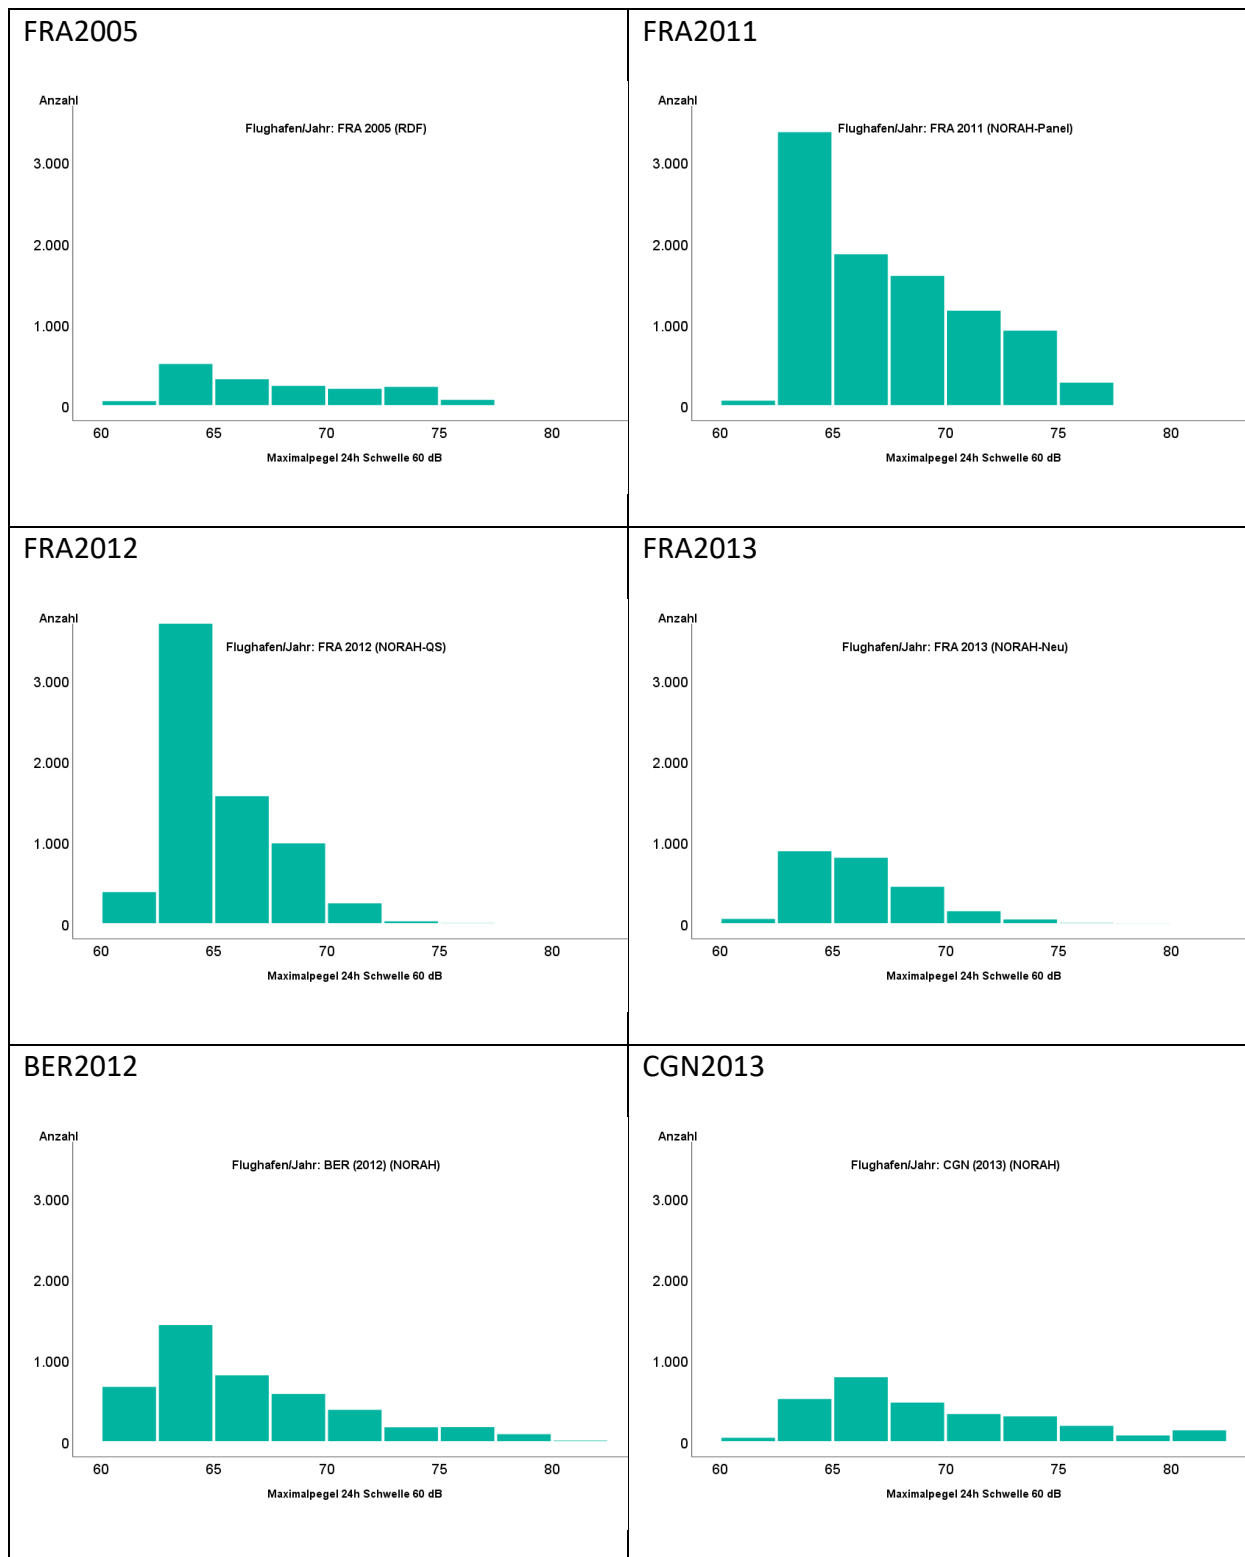 FRA2005
Anzahl
Flughafen/Jahr: FRA 2005 (RDF)
3.000
2.000
1.000
0
60 65 70 75 80
Maximalpegel 24h Schwelle 60 dB
FRA2011
Anzahl
Flughafen/Jahr: FRA 2011 (NORAH-Panel)
3.000
2.000
1.000
0
60 65 70 75 80
Maximalpegel 24h Schwelle 60 dB
FRA2012
Anzahl
Flughafen/Jahr: FRA 2012 (NORAH-QS)
3.000
2.000
1.000
0
60 65 70 75 80
Maximalpegel 24h Schwelle 60 dB
FRA2013
Anzahl
Flughafen/Jahr: FRA 2013 (NORAH-Neu)
3.000
2.000
1.000
0
60 65 70 75 80
Maximalpegel 24h Schwelle 60 dB
BER2012
Anzahl
Flughafen/Jahr: BER (2012) (NORAH)
3.000
2.000
1.000
0
60 65 70 75 80
Maximalpegel 24h Schwelle 60 dB
CGN2013
Anzahl
Flughafen/Jahr: CGN (2013) (NORAH)
3.000
2.000
1.000
0
60 65 70 75 80
Maximalpegel 24h Schwelle 60 dB